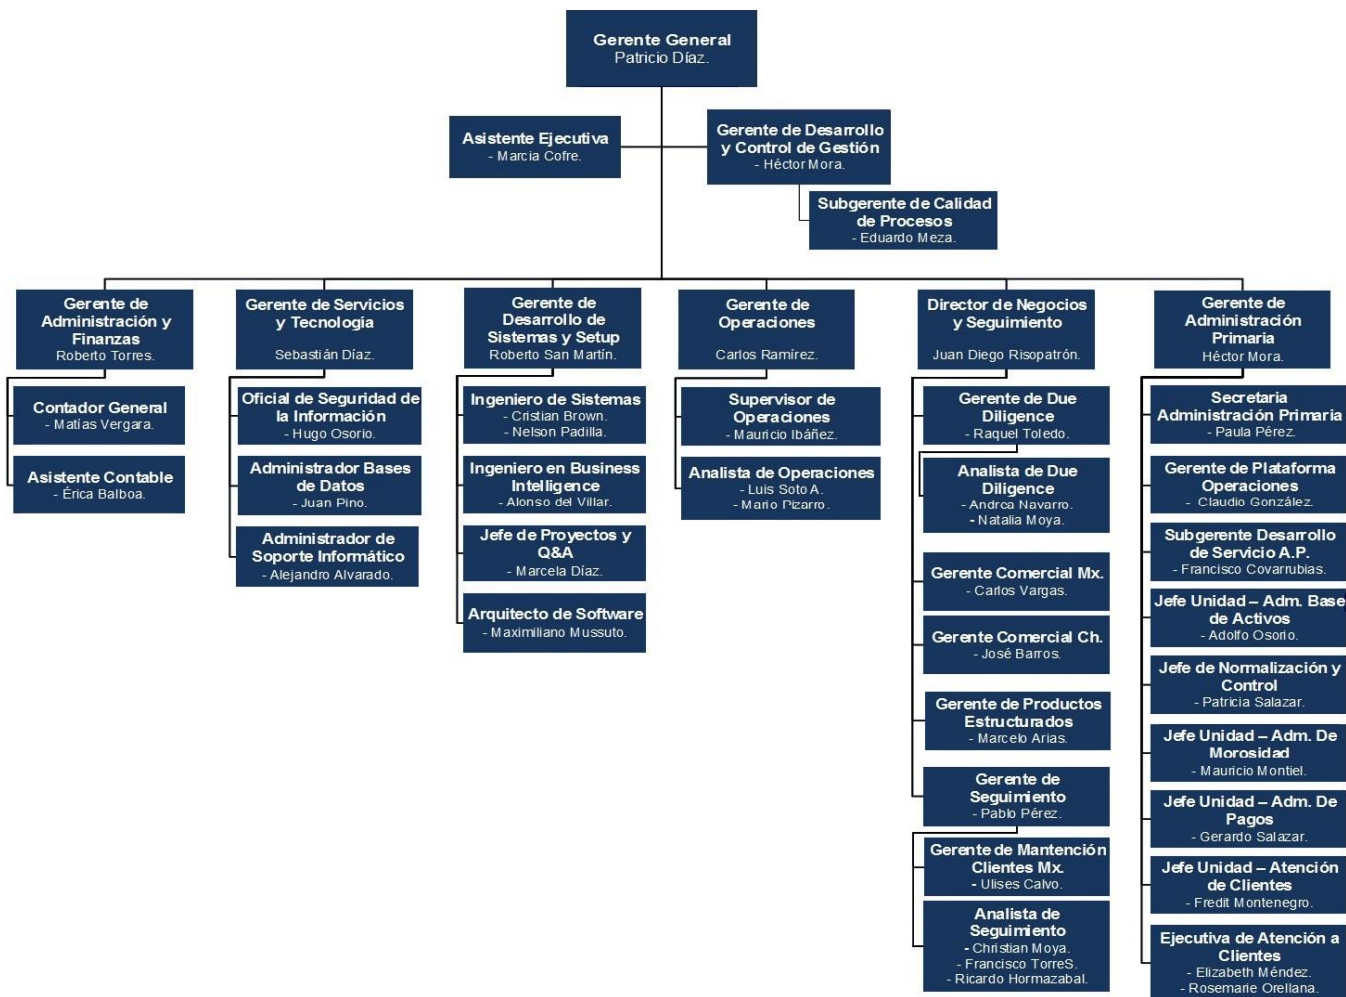 Gerente General
Patricio Díaz.
Asistente Ejecutiva
- Marcia Cofre.
Gerente de Desarrollo
y Control de Gestión
- Héctor Mora.
Subgerente de Calidad
de Procesos
- Eduardo Meza.
Gerente de
Administración y
Finanzas
Roberto Torres.
Contador General
- Matías Vergara.
Asistente Contable
- Érica Balboa.
Gerente de Servicios
y Tecnologia
Sebastián Díaz.
Oficial de Seguridad de
la Información
- Hugo Osorio.
Administrador Bases
de Datos
- Juan Pino.
Administrador de
Soporte Informático
- Alejandro Alvarado.
Gerente de
Desarrollo de
Sistemas y Setup
Roberto San Martín.
Ingeniero de Sistemas
- Cristian Brown.
- Nelson Padilla.
Ingeniero en Business
Intelligence
- Alonso del Villar.
Jefe de Proyectos y
Q&A
- Marcela Díaz.
Arquitecto de Software
- Maximiliano Mussuto.
Gerente de
Operaciones
Carlos Ramírez.
Supervisor de
Operaciones
- Mauricio Ibáñez.
Analista de Operaciones
- Luis Soto A.
- Mario Pizarro.
Director de Negocios
y Seguimiento
Juan Diego Risopatrón.
Gerente de Due
Diligence
- Raquel Toledo.
Analista de Due
Diligence
- Andrea Navarro.
- Natalia Moya.
Gerente Comercial Mx.
- Carlos Vargas.
Gerente Comercial Ch.
- José Barros.
Gerente de Productos
Estructurados
- Marcelo Arias.
Gerente de
Seguimiento
- Pablo Pérez.
Gerente de Mantención
Clientes Mx.
- Ulises Calvo.
Analista de
Seguimiento
- Christian Moya.
- Francisco TorreS.
- Ricardo Hormazabal.
Gerente de
Administración
Primaria
Héctor Mora.
Secretaria
Administración Primaria
- Paula Pérez.
Gerente de Plataforma
Operaciones
- Claudio González.
Subgerente Desarrollo
de Servicio A.P.
- Francisco Covarrubias.
Jefe Unidad – Adm. Base
de Activos
- Adolfo Osorio.
Jefe de Normalización y
Control
- Patricia Salazar.
Jefe Unidad – Adm. De
Morosidad
- Mauricio Montiel.
Jefe Unidad – Adm. De
Pagos
- Gerardo Salazar.
Jefe Unidad – Atención
de Clientes
- Fredit Montenegro.
Ejecutiva de Atención a
Clientes
- Elizabeth Méndez.
- Rosemarie Orellana.